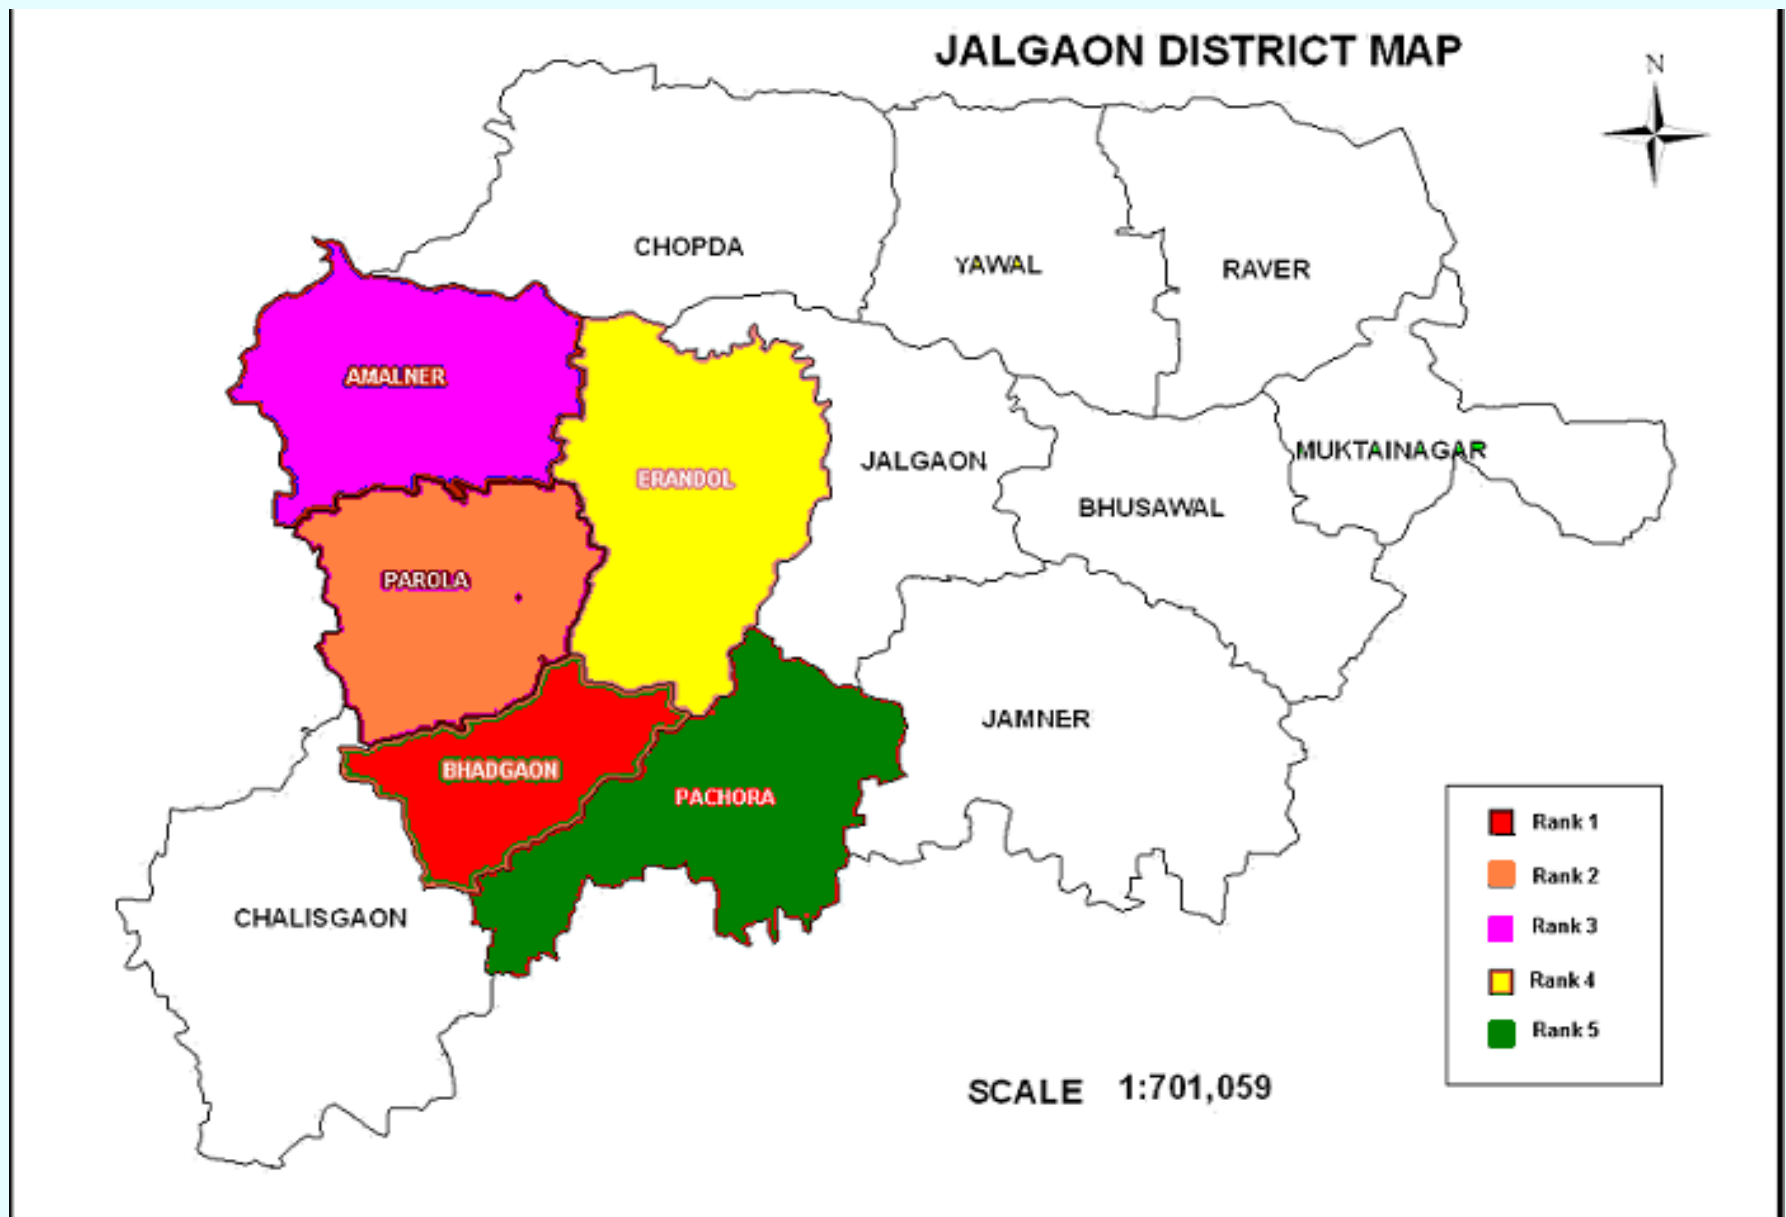 JALGAON DISTRICT MAP
N
CHOPDA
YAWAL
RAVER
AMALNER
ERANDOL
JALGAON
MUKTAINAGAR
BHUSAWAL
PAROLA
JAMNER
BHADGAON
PACHORA
CHALISGAON
Rank 1
Rank 2
Rank 3
Rank 4
Rank 5
SCALE 1:701,059